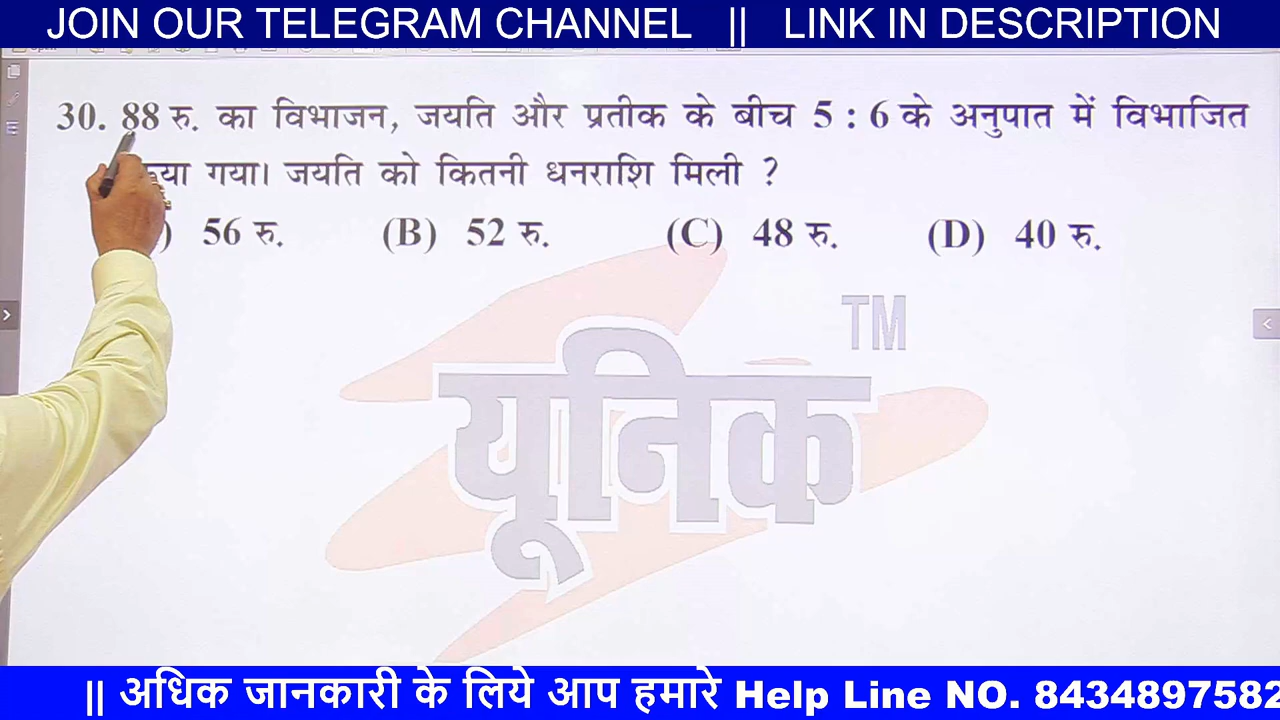 JOIN OUR TELEGRAM CHANNEL || LINK IN DESCRIPTION
30. 88 रु. का विभाजन, जयति और प्रतीक के बीच 5 : 6 के अनुपात में विभाजित
गया। जयति को कितनी धनराशि मिली ?
56 रु. (B) 52 रु. (C) 48 रु. (D) 40 रु.
TM
यूनिक
|| अधिक जानकारी के लिये आप हमारे Help Line NO. 8434897582